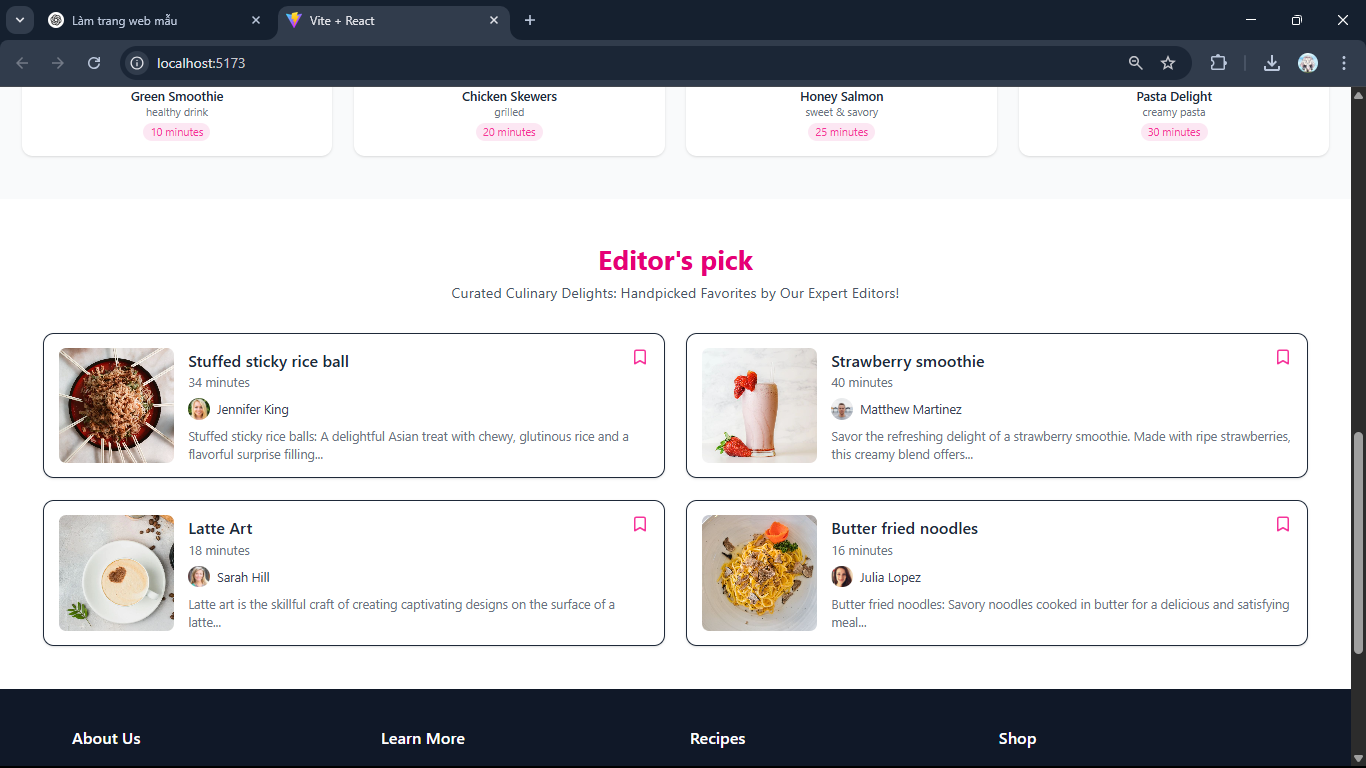 Làm trang web mẫu
Vite + React
localhost:5173
Green Smoothie
healthy drink
10 minutes
Chicken Skewers
grilled
20 minutes
Honey Salmon
sweet & savory
25 minutes
Pasta Delight
creamy pasta
30 minutes
Editor's pick
Curated Culinary Delights: Handpicked Favorites by Our Expert Editors!
Stuffed sticky rice ball
34 minutes
Jennifer King
Stuffed sticky rice balls: A delightful Asian treat with chewy, glutinous rice and a
flavorful surprise filling...
Strawberry smoothie
40 minutes
Matthew Martinez
Savor the refreshing delight of a strawberry smoothie. Made with ripe strawberries,
this creamy blend offers...
Latte Art
18 minutes
Sarah Hill
Latte art is the skillful craft of creating captivating designs on the surface of a
latte...
Butter fried noodles
16 minutes
Julia Lopez
Butter fried noodles: Savory noodles cooked in butter for a delicious and satisfying
meal...
About Us
Learn More
Recipes
Shop